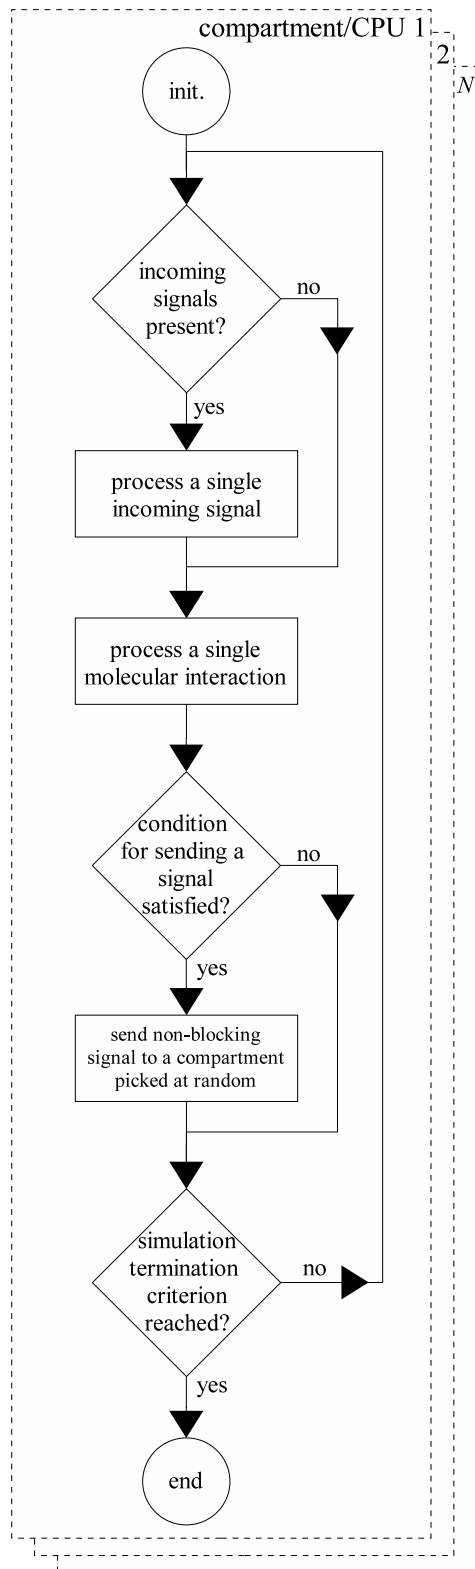 compartment/CPU 1
2
N
init.
incoming
signals
present?
no
yes
process a single
incoming signal
process a single
molecular interaction
condition
for sending a
signal
satisfied?
no
yes
send non-blocking
signal to a compartment
picked at random
simulation
termination
criterion
reached?
no
yes
end